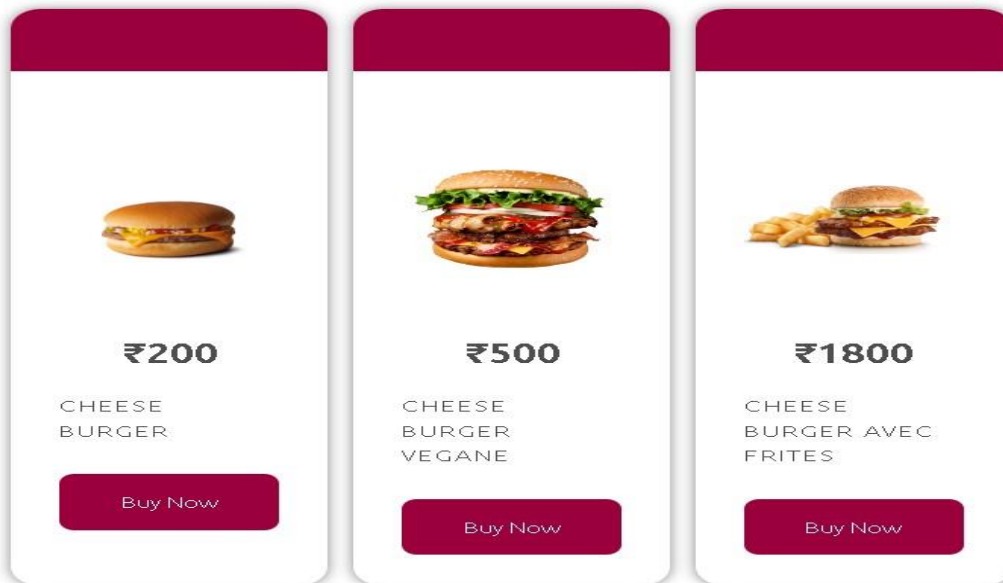 ₹200
CHEESE
BURGER
Buy Now
₹500
CHEESE
BURGER
VEGANE
Buy Now
₹1800
CHEESE
BURGER AVEC
FRITES
Buy Now